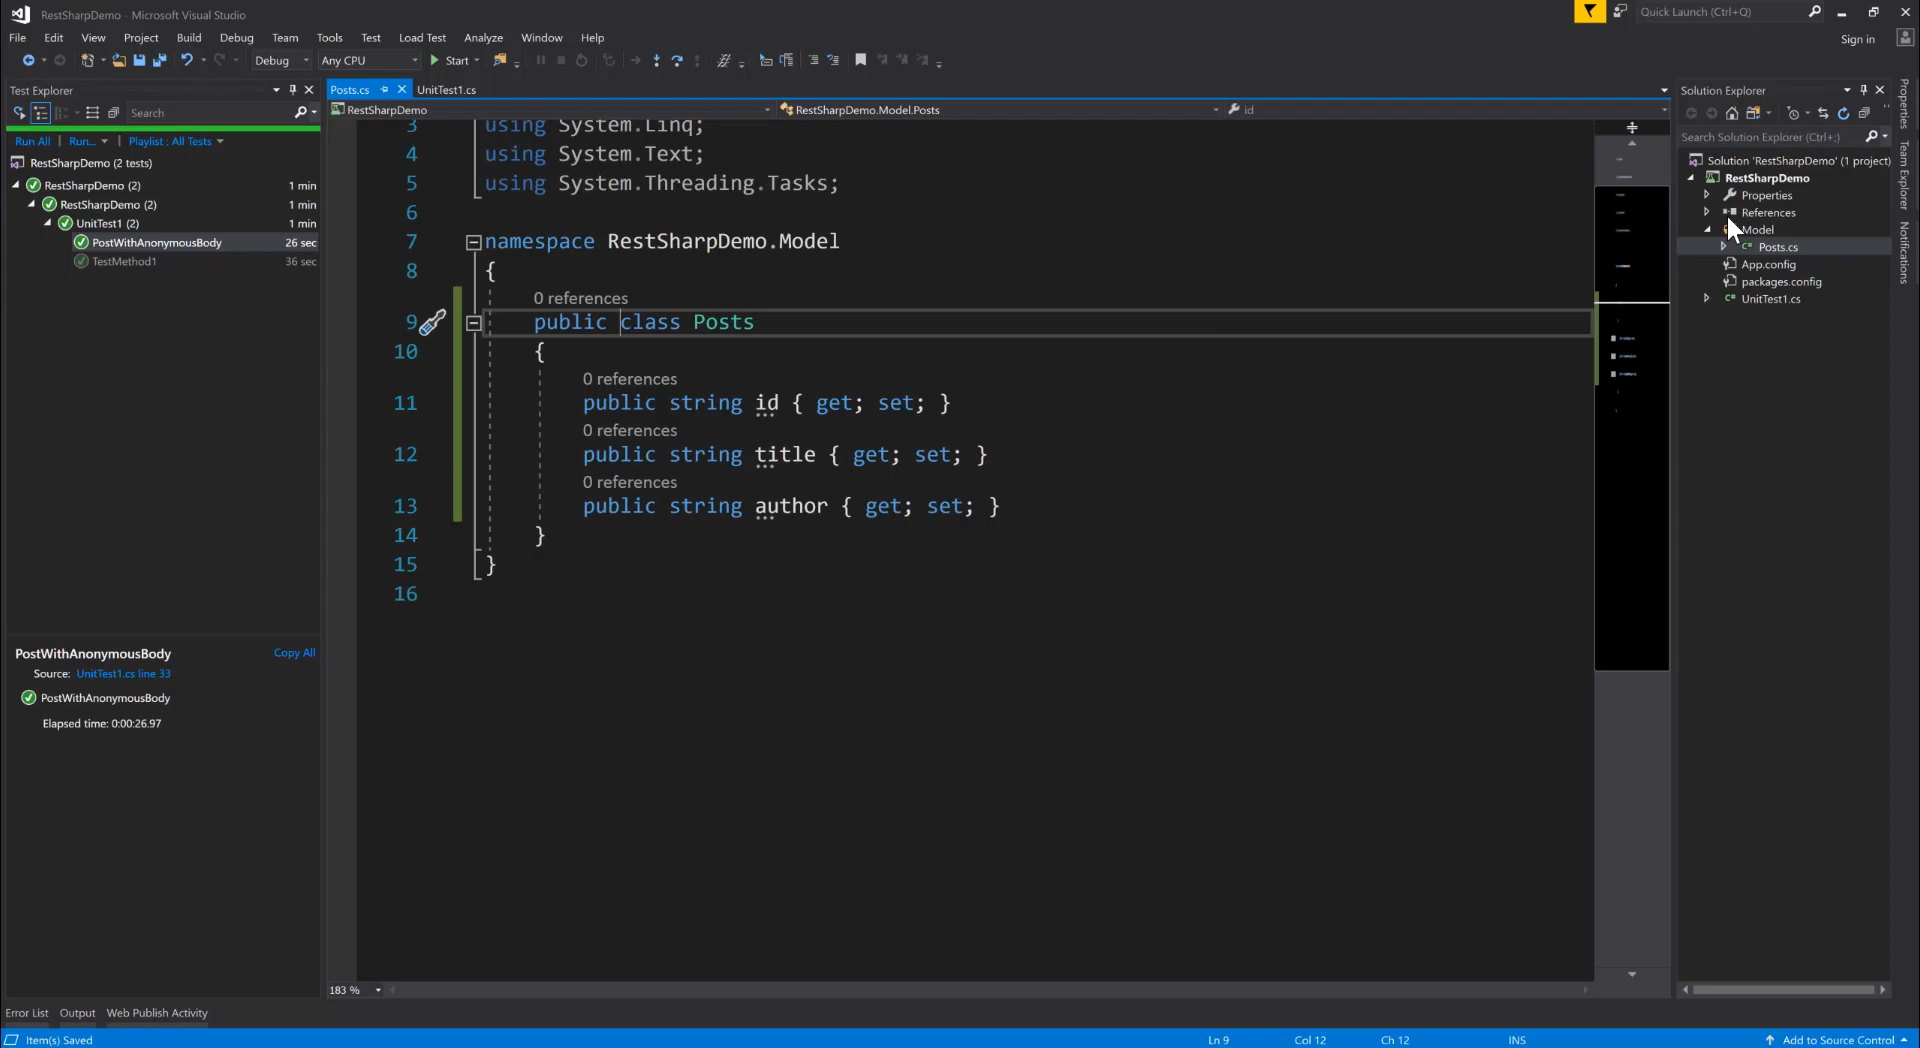 RestSharpDemo - Microsoft Visual Studio
Quick Launch (Ctrl+Q)
File Edit View Project Build Debug Team Tools Test Load Test Analyze Window Help
Sign in
Debug Any CPU Start
Test Explorer
Search
Run All Run... Playlist : All Tests
RestSharpDemo (2 tests)
RestSharpDemo (2) 1 min
RestSharpDemo (2) 1 min
UnitTest1 (2) 1 min
PostWithAnonymousBody 26 sec
TestMethod1 36 sec
PostWithAnonymousBody Copy All
Source: UnitTest1.cs line 33
PostWithAnonymousBody
Elapsed time: 0:00:26.97
Posts.cs UnitTest1.cs
RestSharpDemo RestSharpDemo.Model.Posts id
3 using System.Linq;
4 using System.Text;
5 using System.Threading.Tasks;
6
7 namespace RestSharpDemo.Model
8 {
0 references
9 public class Posts
10 {
0 references
11 public string id { get; set; }
0 references
12 public string title { get; set; }
0 references
13 public string author { get; set; }
14 }
15 }
16
183 %
Solution Explorer
Search Solution Explorer (Ctrl+;)
Solution 'RestSharpDemo' (1 project)
RestSharpDemo
Properties
References
Model
Posts.cs
App.config
packages.config
UnitTest1.cs
Properties
Team Explorer
Notifications
Error List Output Web Publish Activity
Item(s) Saved Ln 9 Col 12 Ch 12 INS Add to Source Control